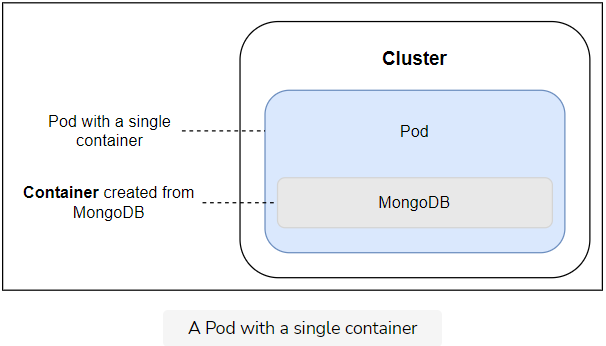 Cluster
Pod with a single
container
Pod
Container created from
MongoDB
MongoDB
A Pod with a single container